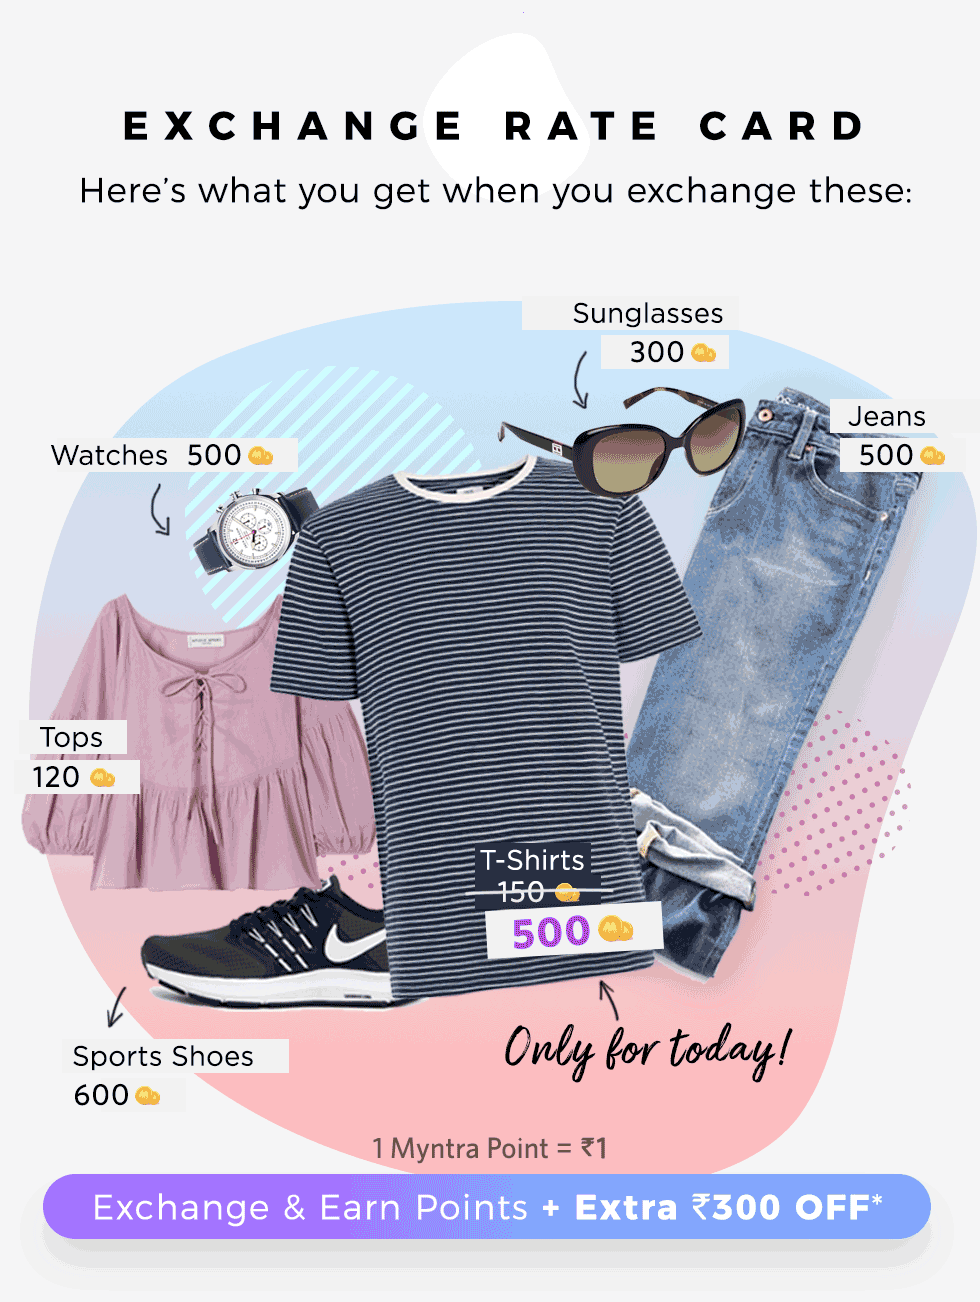 EXCHANGE RATE CARD
Here's what you get when you exchange these:
Sunglasses
300
Jeans
500
Watches 500
Tops
120
T-Shirts
150
500
Only for today!
Sports Shoes
600
1 Myntra Point = ₹1
Exchange & Earn Points + Extra ₹300 OFF*